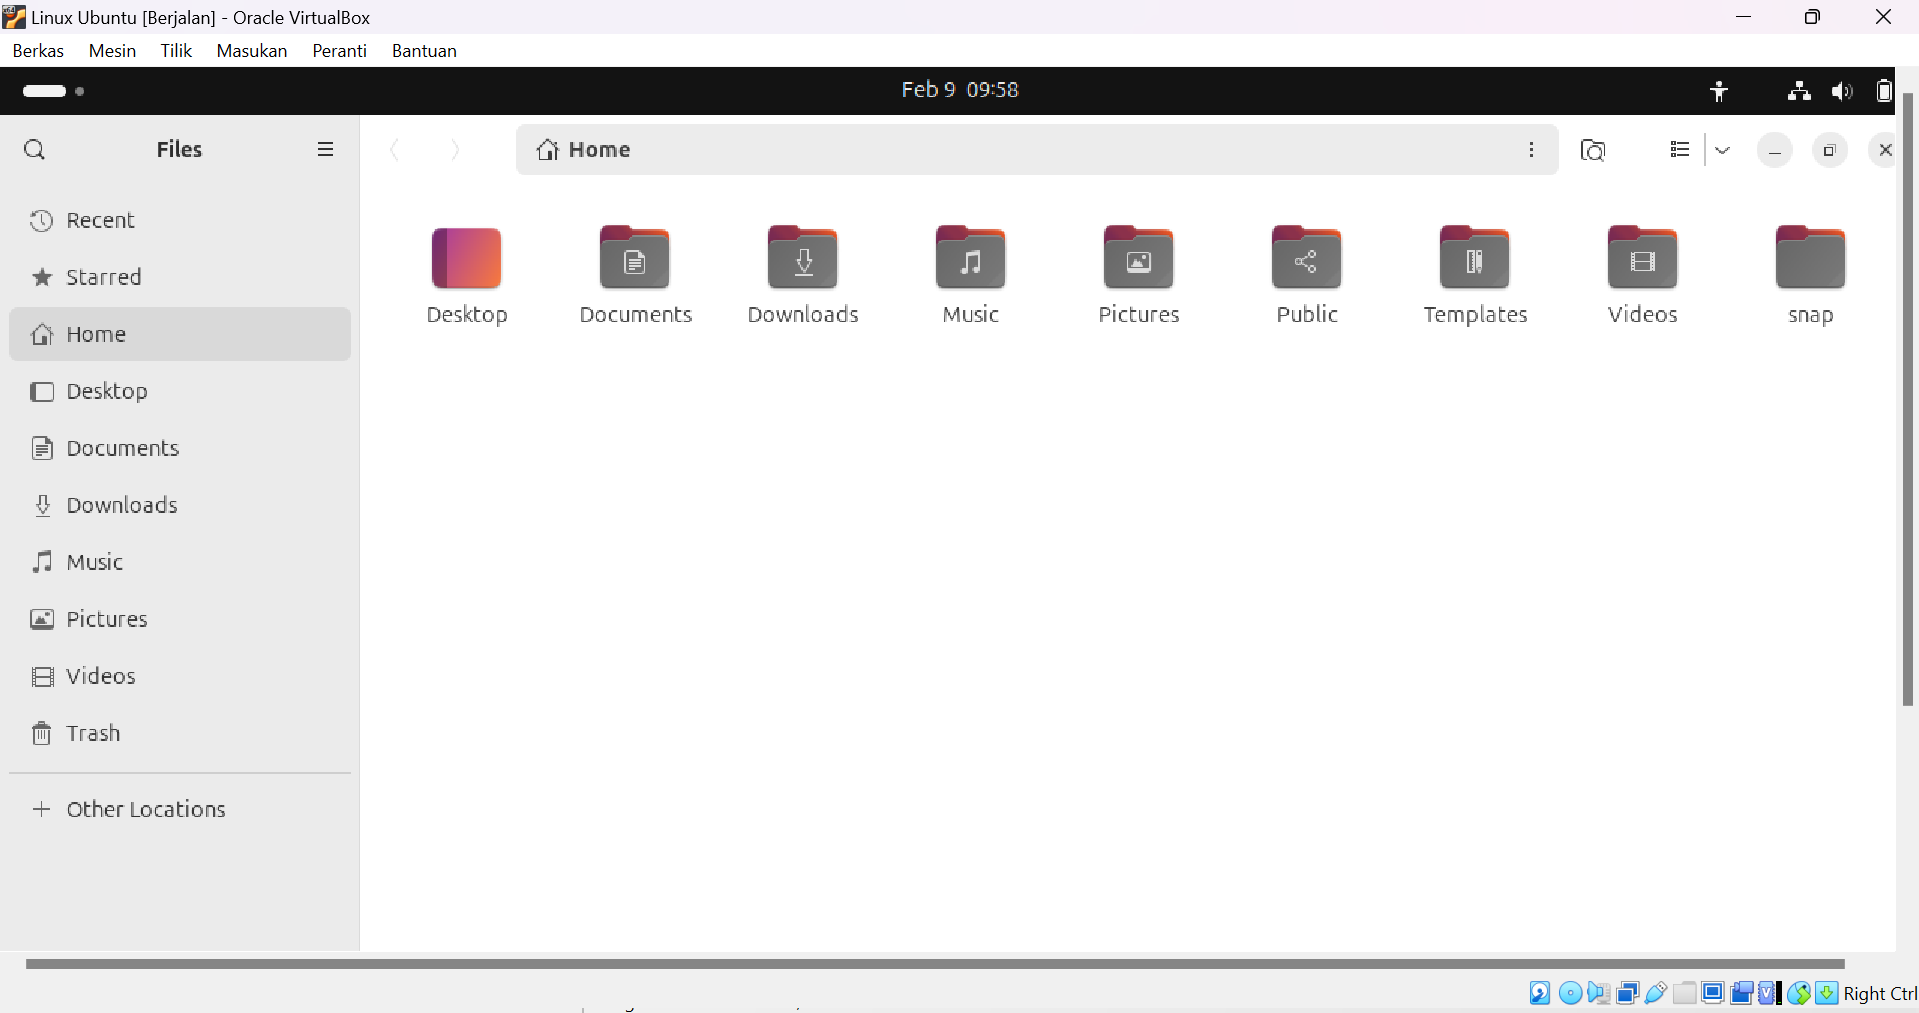 Linux Ubuntu [Berjalan] - Oracle VirtualBox
Berkas Mesin Tilik Masukan Peranti Bantuan
Feb 9 09:58
Files
Home
Recent
Starred
Home
Desktop
Documents
Downloads
Music
Pictures
Videos
Trash
Other Locations
Desktop Documents Downloads Music Pictures Public Templates Videos snap
Right Ctrl